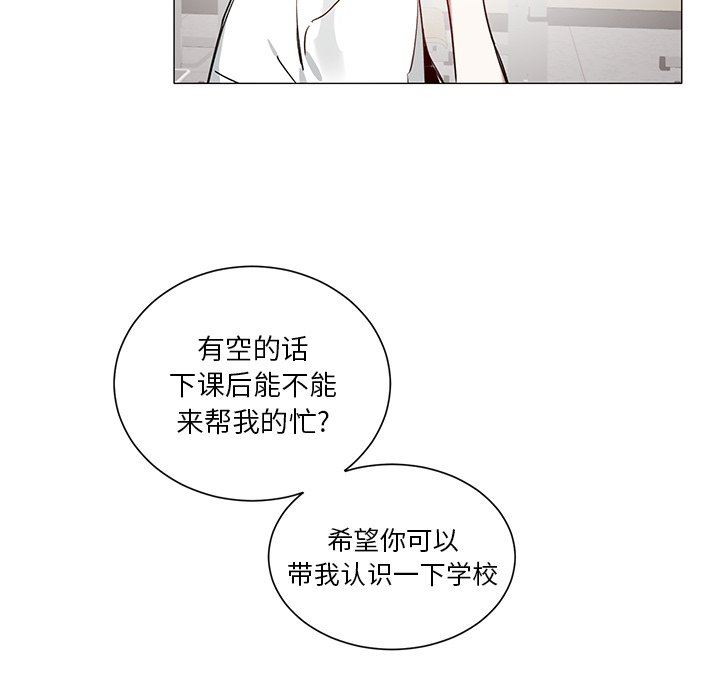 有空的话
下课后能不能
来帮我的忙?
希望你可以
带我认识一下学校